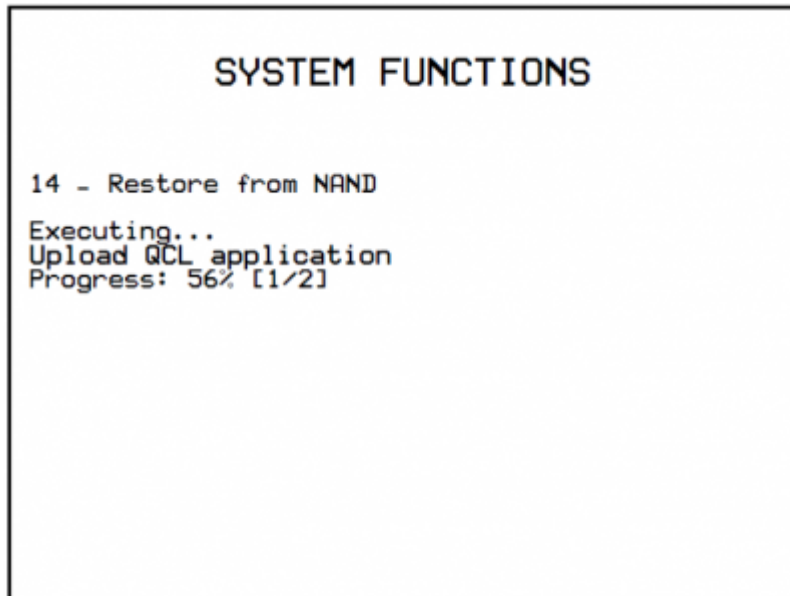 SYSTEM FUNCTIONS
14 - Restore from NAND
Executing...
Upload QCL application
Progress: 56% [1/2]